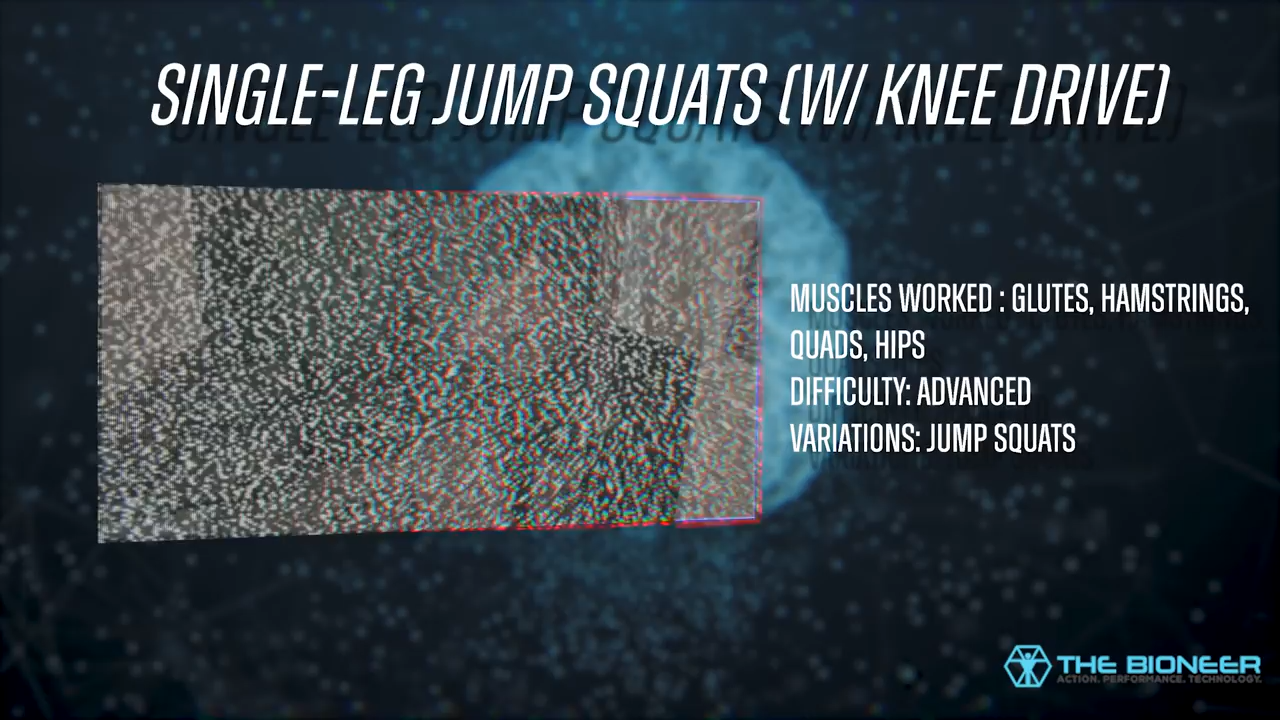 SINGLE-LEG JUMP SQUATS (W/ KNEE DRIVE)
MUSCLES WORKED : GLUTES, HAMSTRINGS,
QUADS, HIPS
DIFFICULTY: ADVANCED
VARIATIONS: JUMP SQUATS
THE BIONEER
ACTION. PERFORMANCE. TECHNOLOGY.